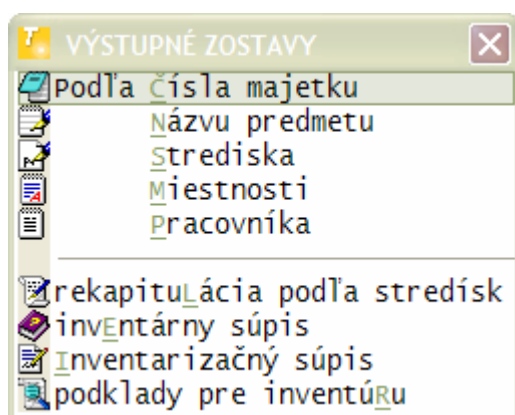 VÝSTUPNÉ ZOSTAVY
Podľa Čísla majetku
Názvu predmetu
Strediska
Miestnosti
Pracovníka
rekapituLácia podľa stredísk
invEntárny súpis
Inventarizačný súpis
podklady pre inventúRu